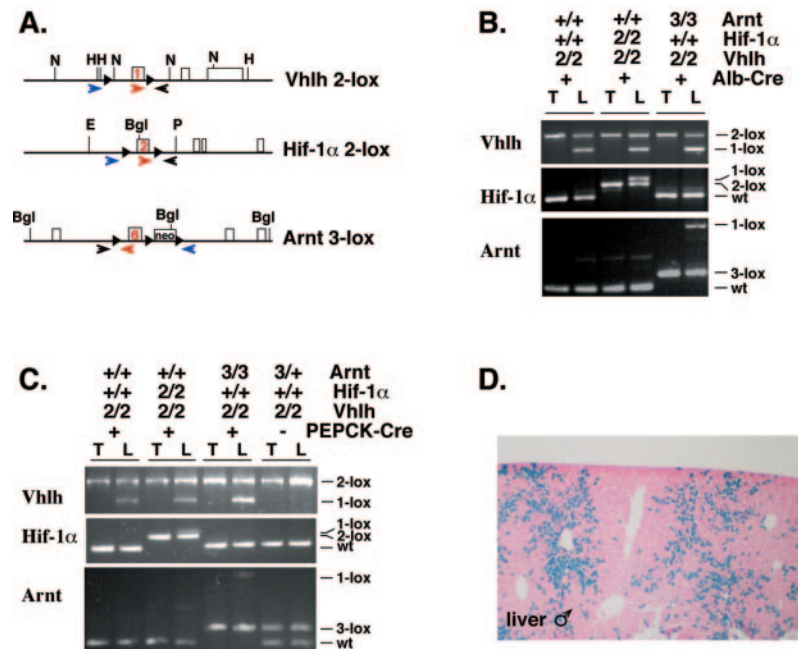 A.
N HH N N N H
1
Vhlh 2-lox
E Bgl P
2
Hif-1α 2-lox
Bgl Bgl Bgl
6 neo
Arnt 3-lox
B.
+/+ +/+ 3/3 Arnt
+/+ 2/2 +/+ Hif-1α
2/2 2/2 2/2 Vhlh
+ + + Alb-Cre
T L T L T L
Vhlh
2-lox
1-lox
Hif-1α
1-lox
2-lox
wt
Arnt
1-lox
3-lox
wt
C.
+/+ +/+ 3/3 3/+ Arnt
+/+ 2/2 +/+ +/+ Hif-1α
2/2 2/2 2/2 2/2 Vhlh
+ + + - PEPCK-Cre
T L T L T L T L
Vhlh
2-lox
1-lox
Hif-1α
1-lox
2-lox
wt
Arnt
1-lox
3-lox
wt
D.
liver ♂